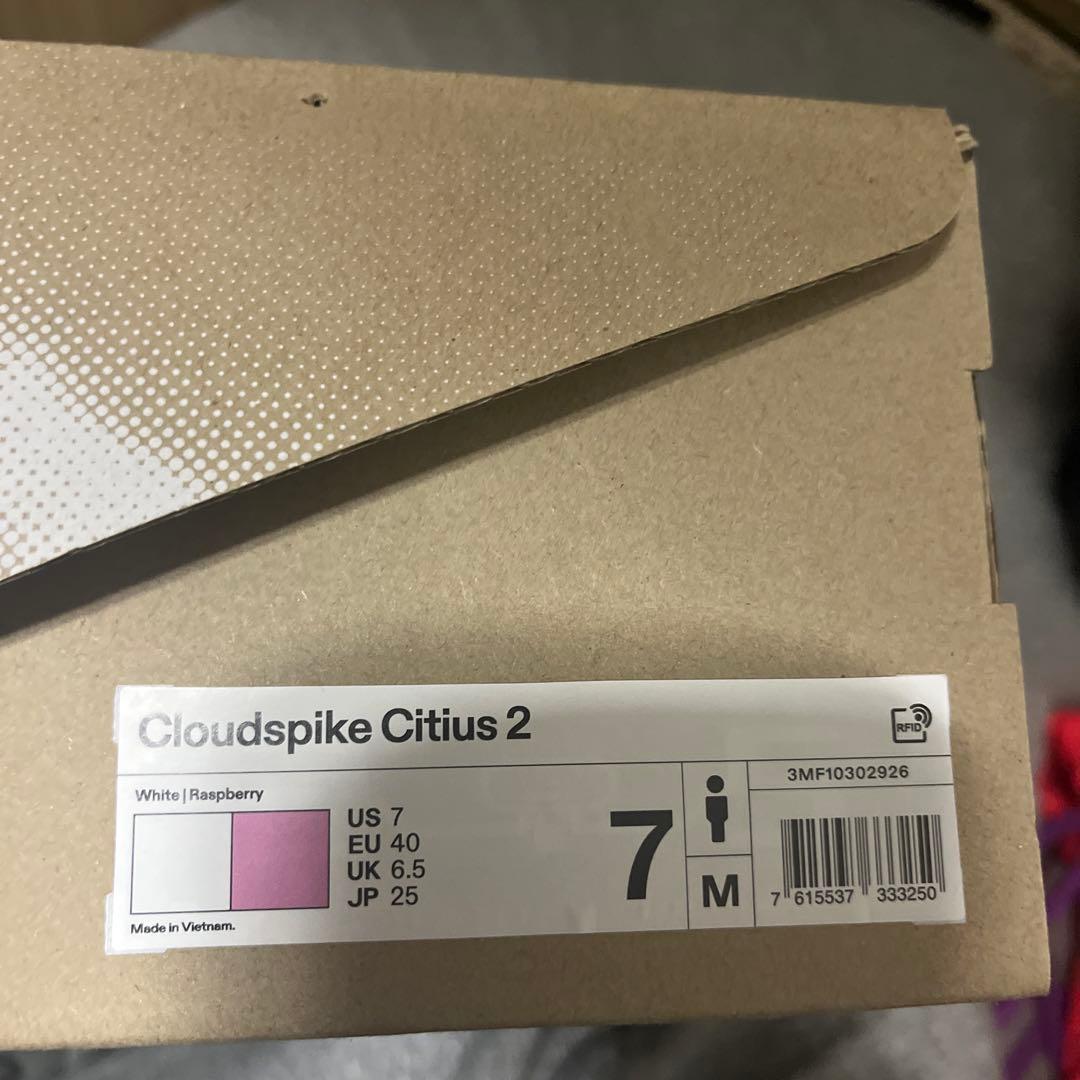 Cloudspike Citius 2
RFID
White | Raspberry
US 7
EU 40
UK 6.5
JP 25
Made in Vietnam.
7
M
3MF10302926
7 615537 333250